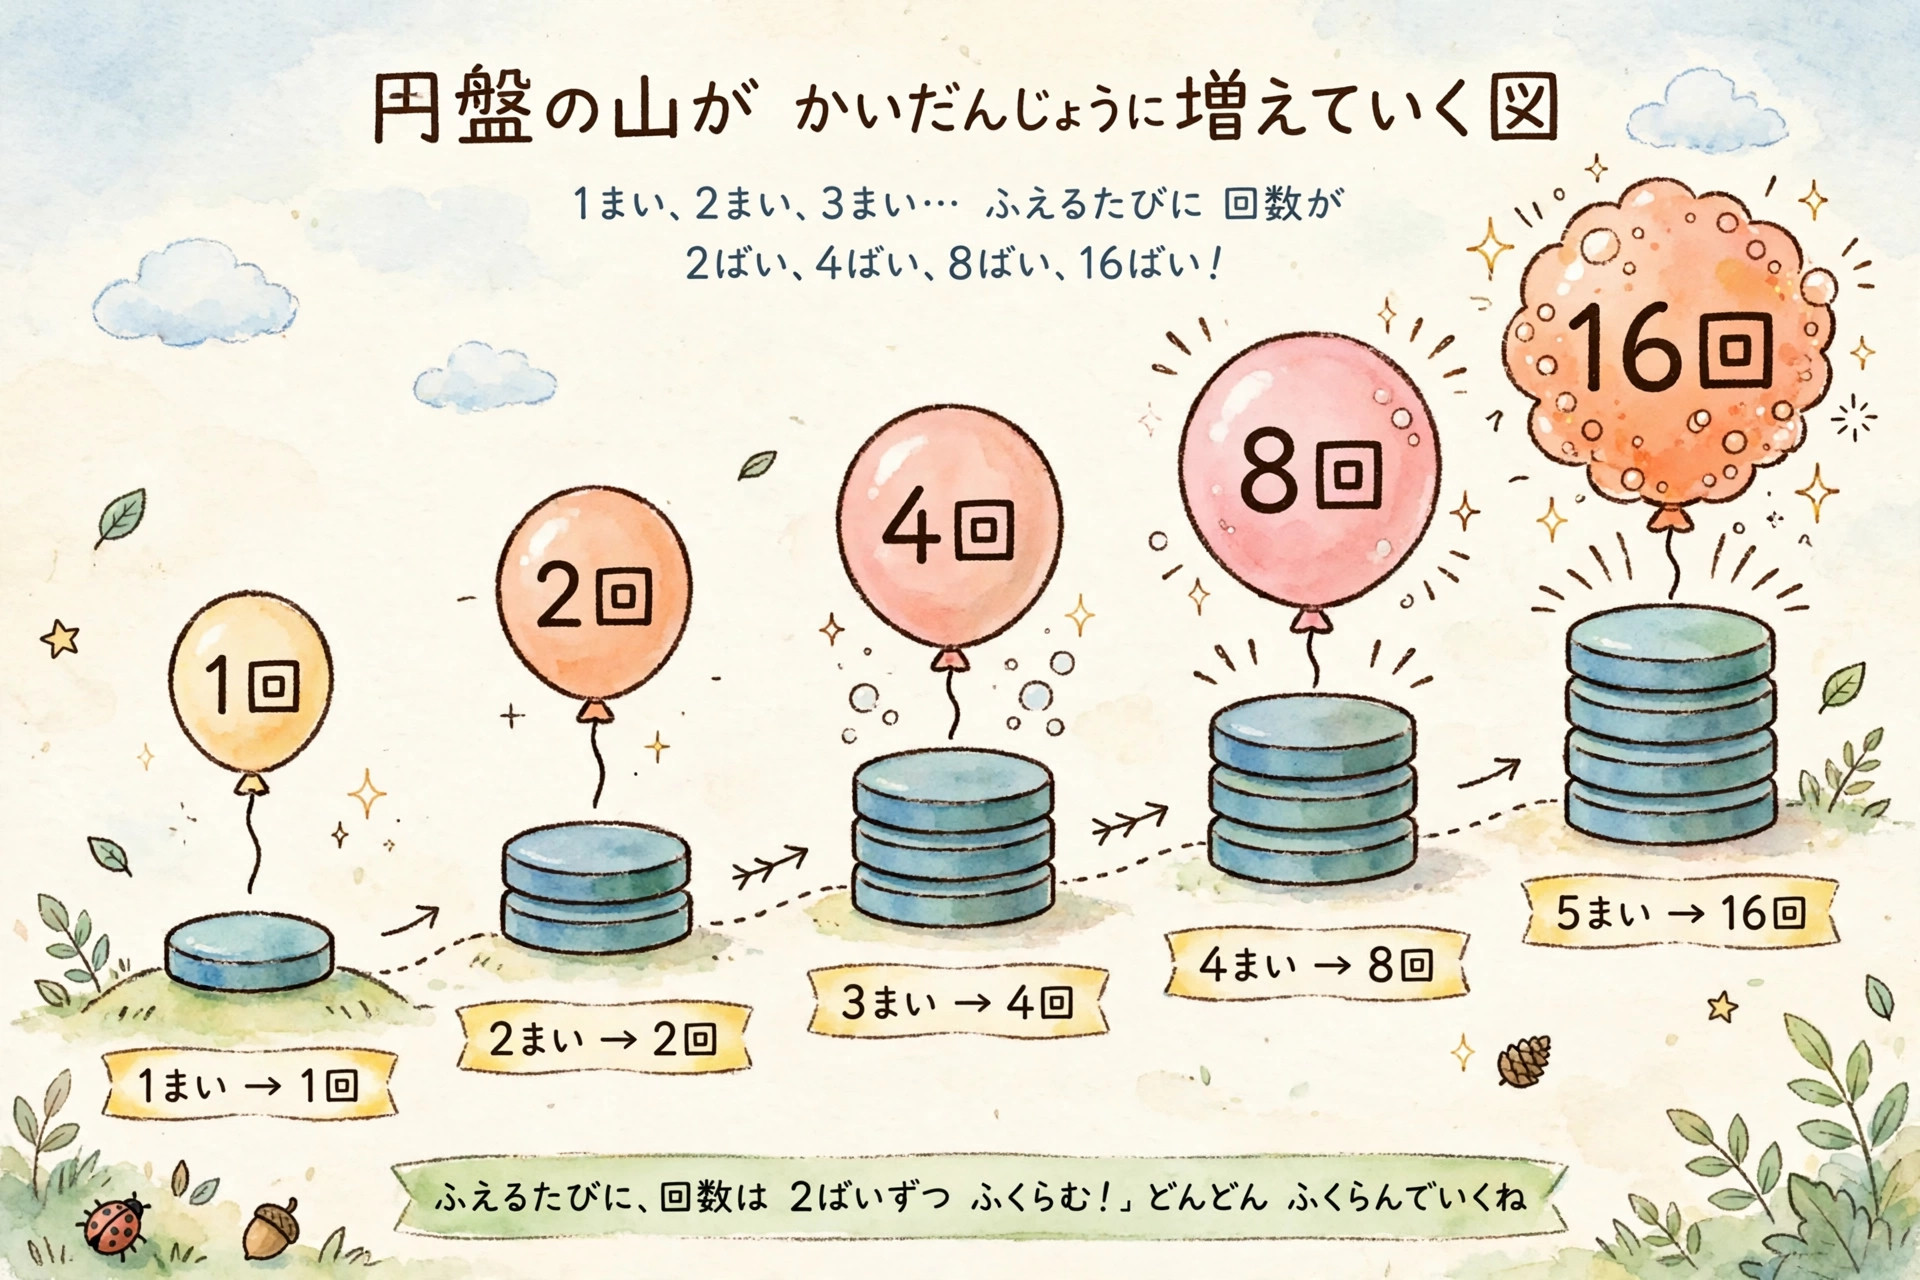 円盤の山が かいだんじょうに増えていく図
1まい、2まい、3まい… ふえるたびに 回数が
2ばい、4ばい、8ばい、16ばい!
1回
2回
4回
8回
16回
1まい → 1回
2まい → 2回
3まい → 4回
4まい → 8回
5まい → 16回
ふえるたびに、回数は 2ばいずつ ふくらむ!」どんどん ふくらんでいくね